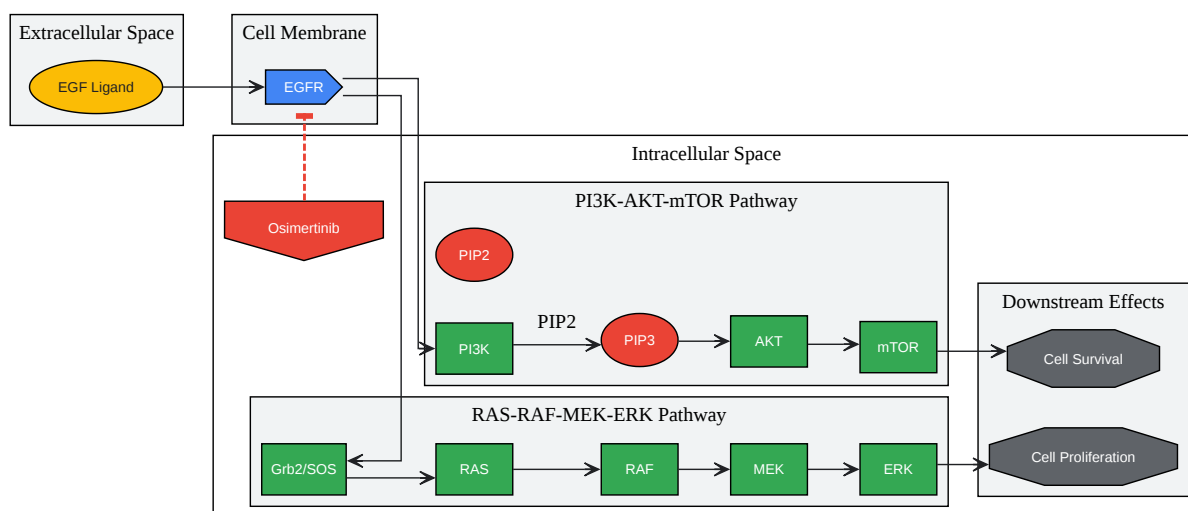 Extracellular Space
Cell Membrane
EGF Ligand
EGFR
Intracellular Space
Osimertinib
PI3K-AKT-mTOR Pathway
PIP2
PI3K
PIP2
PIP3
AKT
mTOR
Downstream Effects
Cell Survival
Cell Proliferation
RAS-RAF-MEK-ERK Pathway
Grb2/SOS
RAS
RAF
MEK
ERK